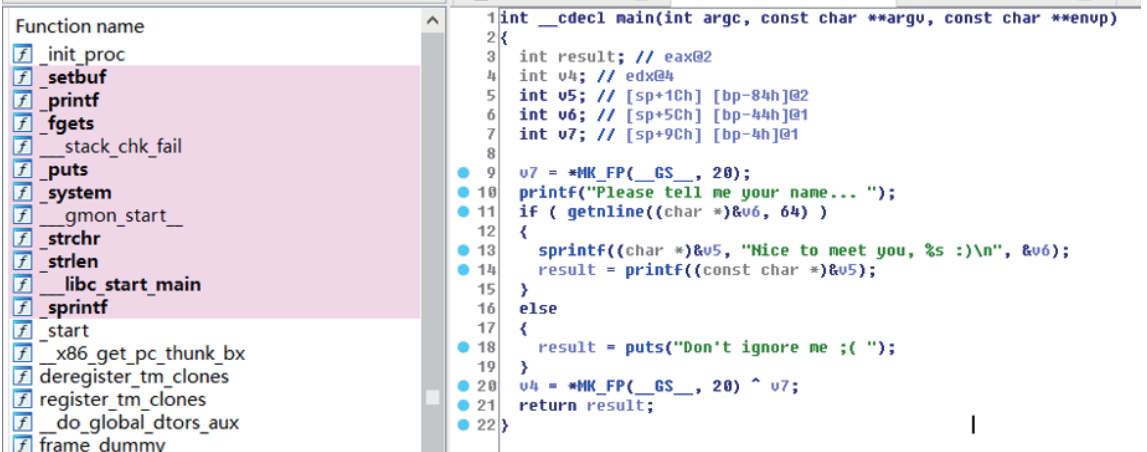 Function name
f _init_proc
f _setbuf
f _printf
f _fgets
f ___stack_chk_fail
f _puts
f _system
f ___gmon_start__
f _strchr
f _strlen
f ___libc_start_main
f _sprintf
f _start
f __x86_get_pc_thunk_bx
f deregister_tm_clones
f register_tm_clones
f __do_global_dtors_aux
f frame_dummy
1 int __cdecl main(int argc, const char **argv, const char **envp)
2 {
3 int result; // eax@2
4 int v4; // edx@4
5 int v5; // [sp+1Ch] [bp-84h]@2
6 int v6; // [sp+5Ch] [bp-44h]@1
7 int v7; // [sp+9Ch] [bp-4h]@1
8
9 v7 = *MK_FP(__GS__, 20);
10 printf("Please tell me your name... ");
11 if ( getnline((char *)&v6, 64) )
12 {
13 sprintf((char *)&v5, "Nice to meet you, %s :)\n", &v6);
14 result = printf((const char *)&v5);
15 }
16 else
17 {
18 result = puts("Don't ignore me ;( ");
19 }
20 v4 = *MK_FP(__GS__, 20) ^ v7;
21 return result;
22 }